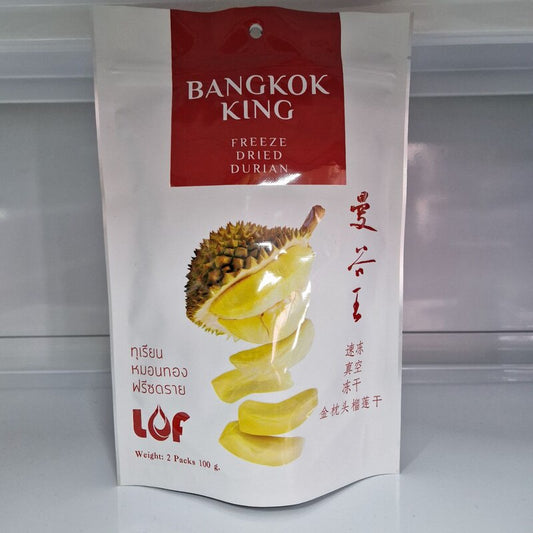 BANGKOK
KING
FREEZE
DRIED
DURIAN
曼
谷
王
速冻
真空
冻干
金枕头榴莲干
ทุเรียน
หมอนทอง
ฟรีซดราย
LOF
Weight: 2 Packs 100 g.